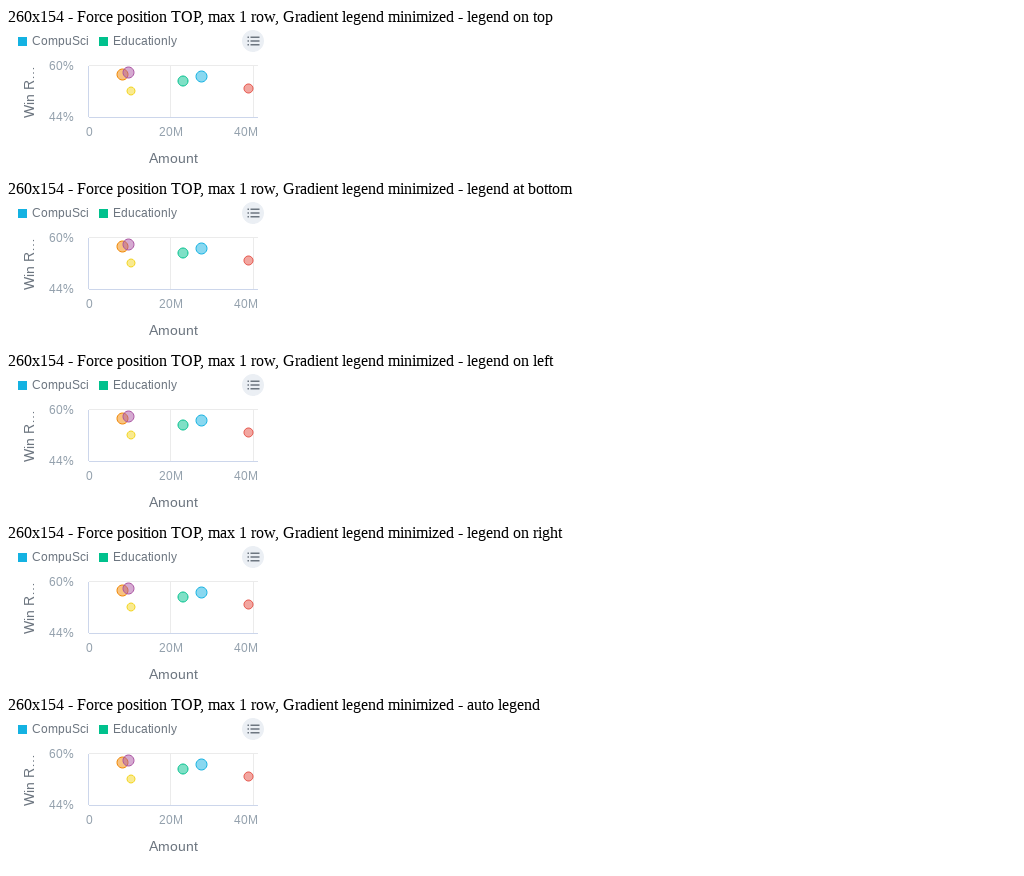 260x154 - Force position TOP, max 1 row, Gradient legend minimized - legend on top
CompuSci Educationly
60%
Win R…
44%
0 20M 40M
Amount
260x154 - Force position TOP, max 1 row, Gradient legend minimized - legend at bottom
CompuSci Educationly
60%
Win R…
44%
0 20M 40M
Amount
260x154 - Force position TOP, max 1 row, Gradient legend minimized - legend on left
CompuSci Educationly
60%
Win R…
44%
0 20M 40M
Amount
260x154 - Force position TOP, max 1 row, Gradient legend minimized - legend on right
CompuSci Educationly
60%
Win R…
44%
0 20M 40M
Amount
260x154 - Force position TOP, max 1 row, Gradient legend minimized - auto legend
CompuSci Educationly
60%
Win R…
44%
0 20M 40M
Amount